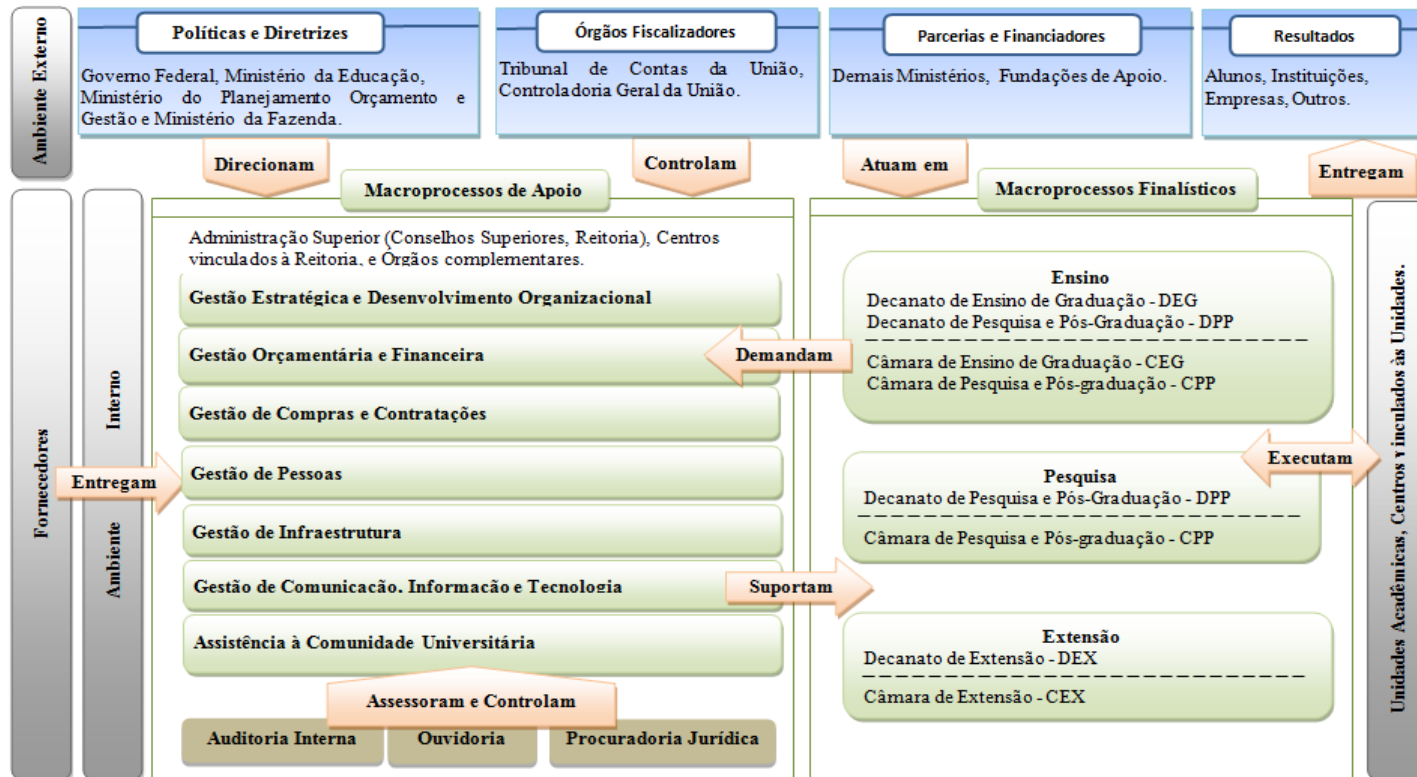 Ambiente Externo
Políticas e Diretrizes
Governo Federal, Ministério da Educação,
Ministério do Planejamento Orçamento e
Gestão e Ministério da Fazenda.
Órgãos Fiscalizadores
Tribunal de Contas da União,
Controladoria Geral da União.
Parcerias e Financiadores
Demais Ministérios, Fundações de Apoio.
Resultados
Alunos, Instituições,
Empresas, Outros.
Direcionam
Controlam
Atuam em
Entregam
Fornecedores
Ambiente Interno
Entregam
Macroprocessos de Apoio
Administração Superior (Conselhos Superiores, Reitoria), Centros
vinculados à Reitoria, e Órgãos complementares.
Gestão Estratégica e Desenvolvimento Organizacional
Gestão Orçamentária e Financeira
Gestão de Compras e Contratações
Gestão de Pessoas
Gestão de Infraestrutura
Gestão de Comunicação, Informação e Tecnologia
Assistência à Comunidade Universitária
Assessoram e Controlam
Auditoria Interna
Ouvidoria
Procuradoria Jurídica
Demandam
Suportam
Macroprocessos Finalísticos
Ensino
Decanato de Ensino de Graduação - DEG
Decanato de Pesquisa e Pós-Graduação - DPP
Câmara de Ensino de Graduação - CEG
Câmara de Pesquisa e Pós-graduação - CPP
Pesquisa
Decanato de Pesquisa e Pós-Graduação - DPP
Câmara de Pesquisa e Pós-graduação - CPP
Extensão
Decanato de Extensão - DEX
Câmara de Extensão - CEX
Executam
Unidades Acadêmicas, Centros vinculados às Unidades.